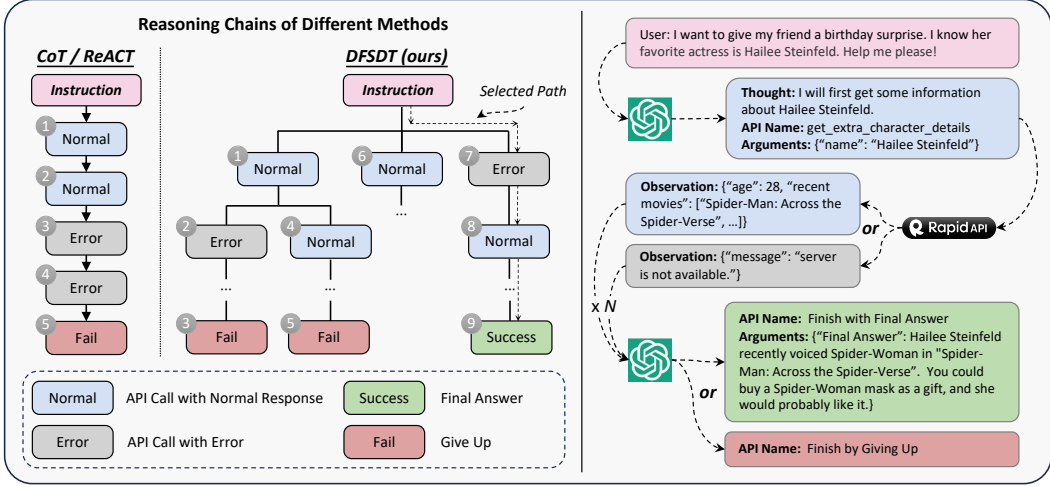 Reasoning Chains of Different Methods
CoT / ReACT
Instruction
1
Normal
2
Normal
3
Error
4
Error
5
Fail
DFSDT (ours)
Instruction
Selected Path
1
Normal
6
Normal
7
Error
...
2
Error
4
Normal
8
Normal
...
...
...
3
Fail
5
Fail
9
Success
Normal
API Call with Normal Response
Success
Final Answer
Error
API Call with Error
Fail
Give Up
User: I want to give my friend a birthday surprise. I know her
favorite actress is Hailee Steinfeld. Help me please!
Thought: I will first get some information
about Hailee Steinfeld.
API Name: get_extra_character_details
Arguments: {“name”: “Hailee Steinfeld”}
Observation: {“age”: 28, “recent
movies”: [“Spider-Man: Across the
Spider-Verse”, ...]}
or
Rapid API
Observation: {“message”: “server
is not available.”}
x N
API Name: Finish with Final Answer
Arguments: {“Final Answer”: Hailee Steinfeld
recently voiced Spider-Woman in "Spider-
Man: Across the Spider-Verse”. You could
buy a Spider-Woman mask as a gift, and she
would probably like it.}
or
API Name: Finish by Giving Up